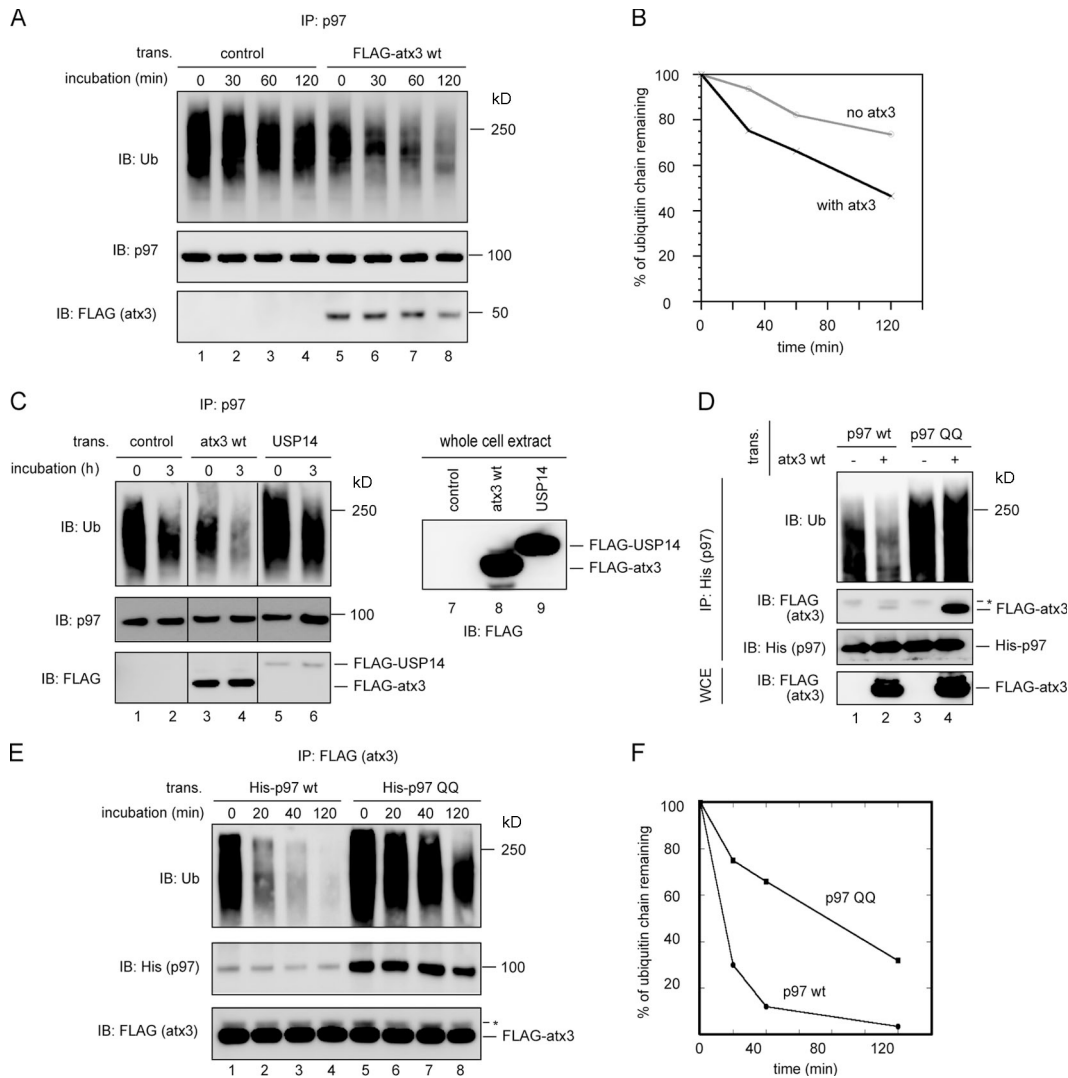 A
IP: p97
trans. control FLAG-atx3 wt
incubation (min) 0 30 60 120 0 30 60 120
kD
250
IB: Ub
IB: p97
100
IB: FLAG (atx3)
50
1 2 3 4 5 6 7 8
B
% of ubiquitin chain remaining
100
80
60
40
20
0
no atx3
with atx3
0 40 80 120
time (min)
C
IP: p97
trans. control atx3 wt USP14
incubation (h) 0 3 0 3 0 3
kD
250
IB: Ub
IB: p97
100
IB: FLAG
FLAG-USP14
FLAG-atx3
1 2 3 4 5 6
whole cell extract
control
atx3 wt
USP14
FLAG-USP14
FLAG-atx3
7 8 9
IB: FLAG
D
trans.
p97 wt p97 QQ
atx3 wt - + - +
kD
250
IP: His (p97)
IB: Ub
IB: FLAG
(atx3)
*
FLAG-atx3
IB: His (p97)
His-p97
WCE
IB: FLAG
(atx3)
FLAG-atx3
1 2 3 4
E
IP: FLAG (atx3)
trans. His-p97 wt His-p97 QQ
incubation (min) 0 20 40 120 0 20 40 120
kD
250
IB: Ub
IB: His (p97)
100
IB: FLAG (atx3)
*
FLAG-atx3
1 2 3 4 5 6 7 8
F
% of ubiquitin chain remaining
100
80
60
40
20
p97 QQ
p97 wt
0 40 80 120
time (min)